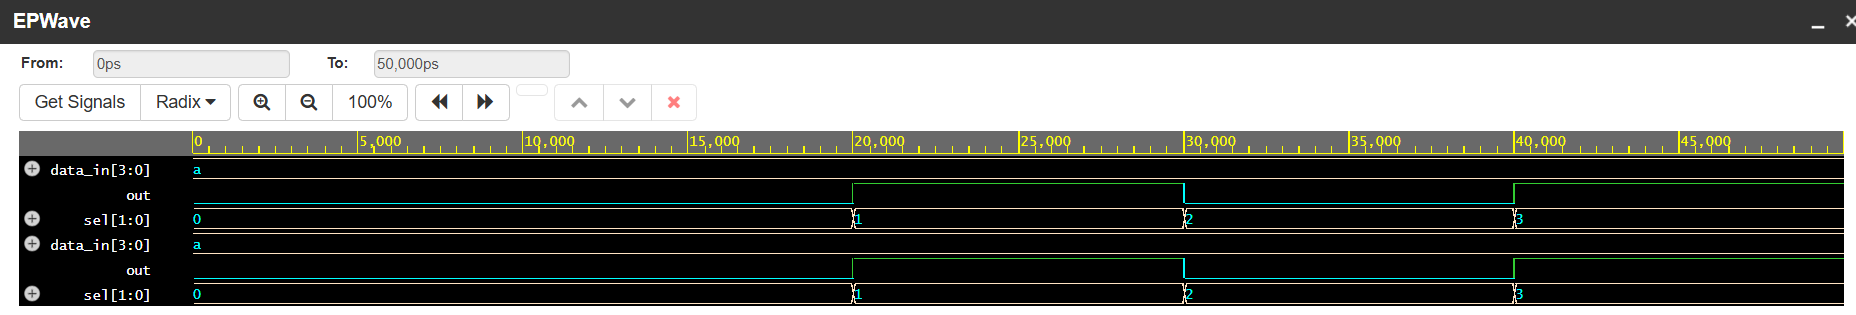 EPWave
From: 0ps To: 50,000ps
Get Signals Radix 100%
0 5,000 10,000 15,000 20,000 25,000 30,000 35,000 40,000 45,000
data_in[3:0] a
out
sel[1:0] 0 1 2 3
data_in[3:0] a
out
sel[1:0] 0 1 2 3